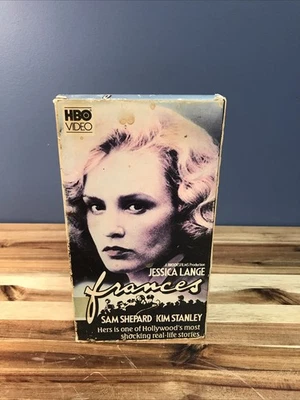 HBO
VIDEO
A BROOKSFILMS Production
JESSICA LANGE
frances
SAM SHEPARD KIM STANLEY
Hers is one of Hollywood's most
shocking real-life stories.